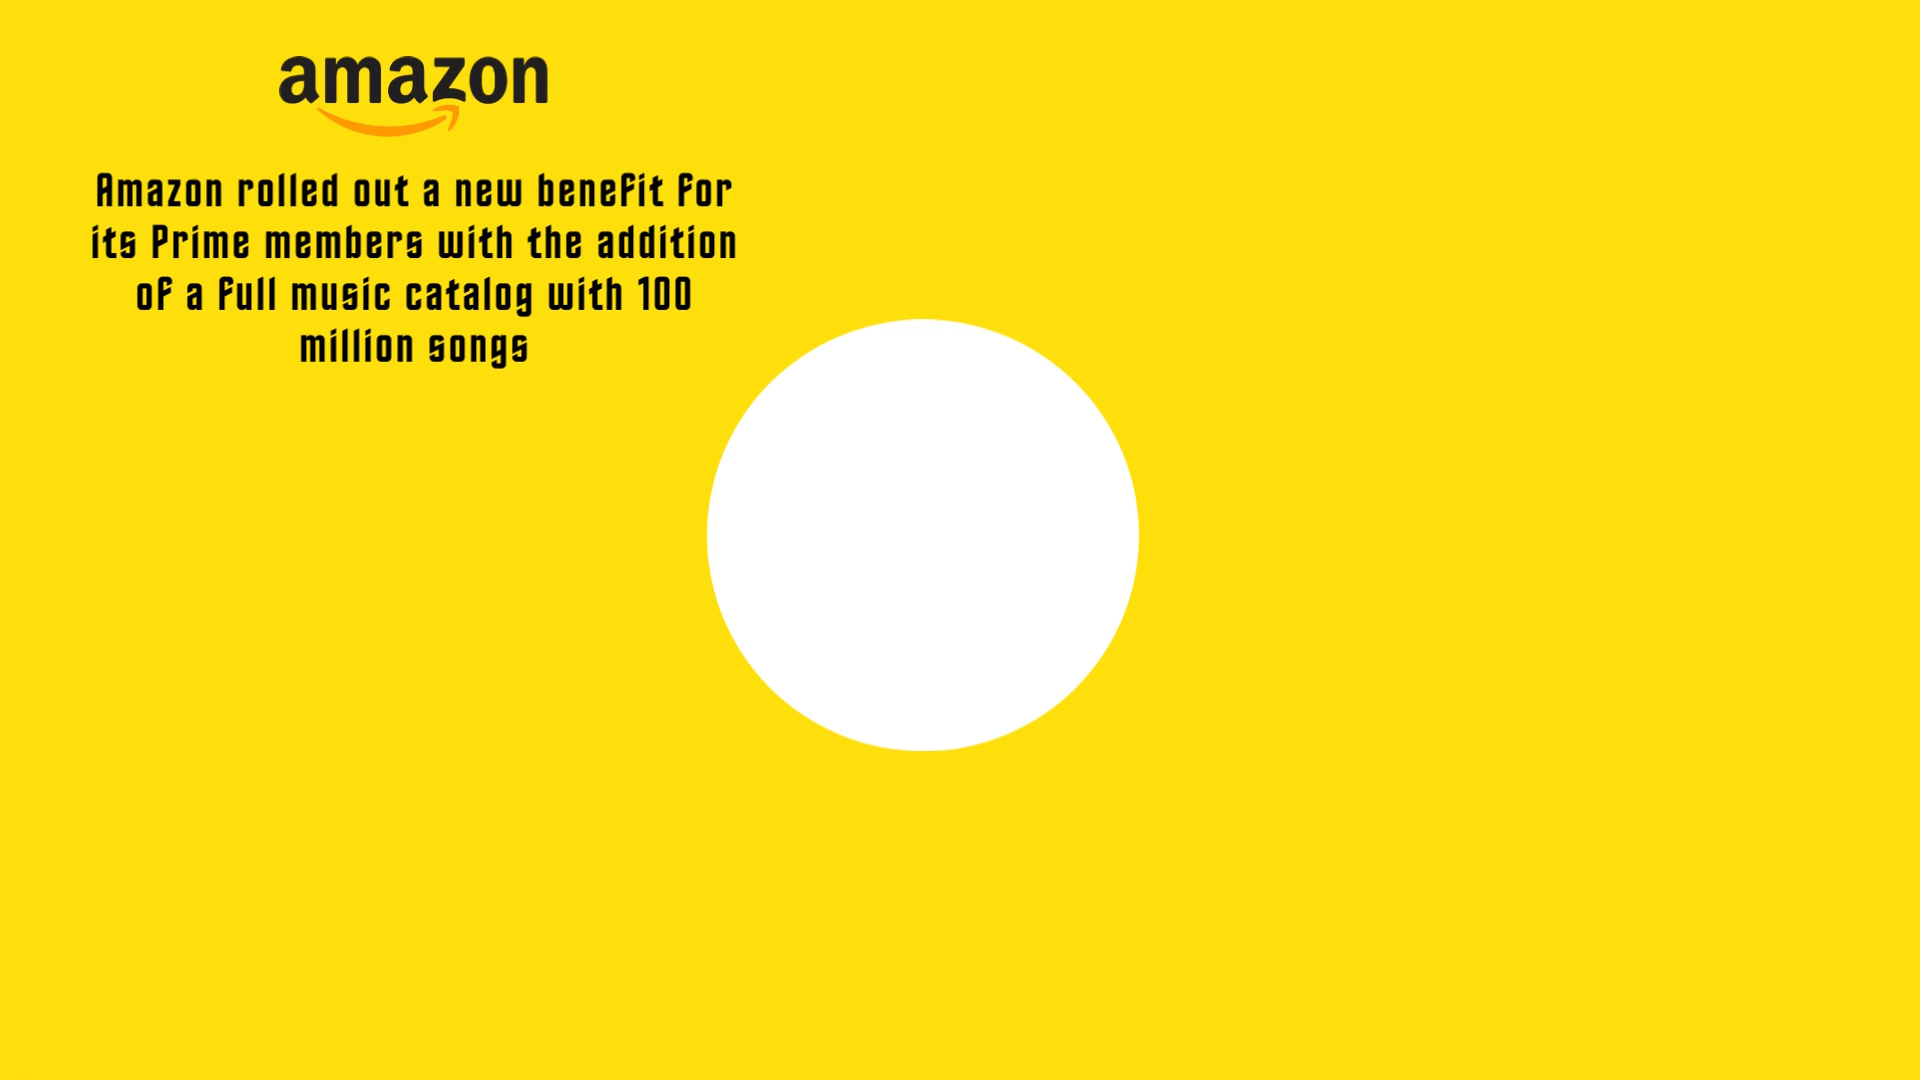 amazon
Amazon rolled out a new benefit for
its Prime members with the addition
of a full music catalog with 100
million songs